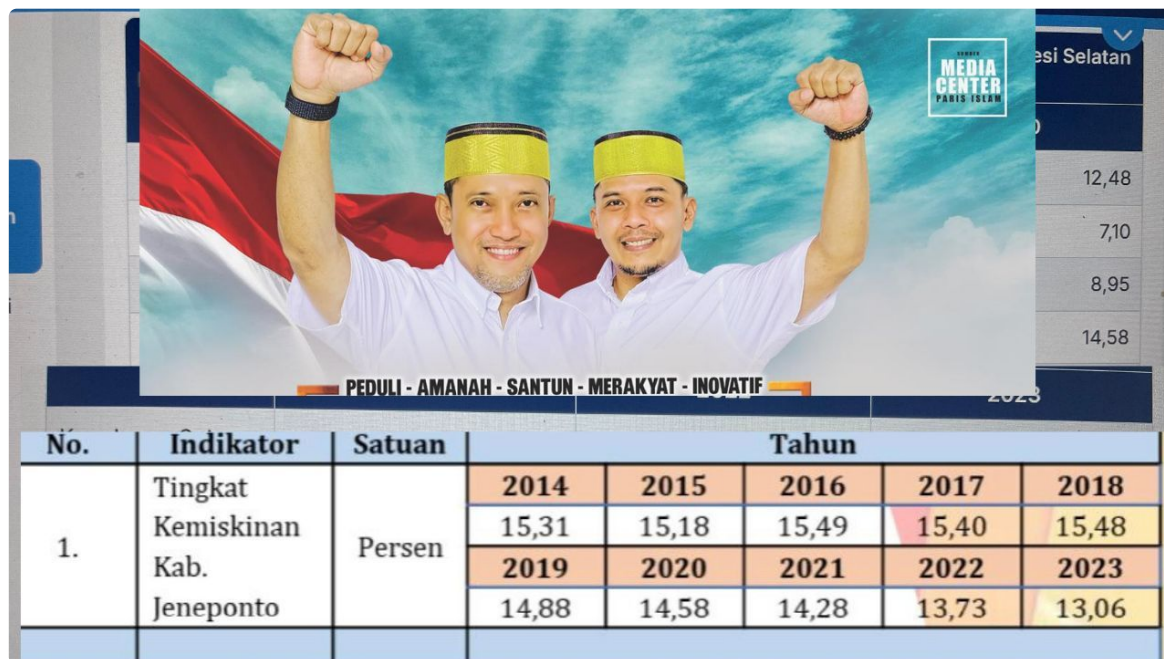 SUMBER
MEDIA
CENTER
PARIS ISLAM
esi Selatan
12,48
7,10
8,95
14,58
PEDULI - AMANAH - SANTUN - MERAKYAT - INOVATIF
2023
No. Indikator Satuan Tahun
Tingkat 2014 2015 2016 2017 2018
Kemiskinan 15,31 15,18 15,49 15,40 15,48
1. Persen
Kab. 2019 2020 2021 2022 2023
Jeneponto 14,88 14,58 14,28 13,73 13,06